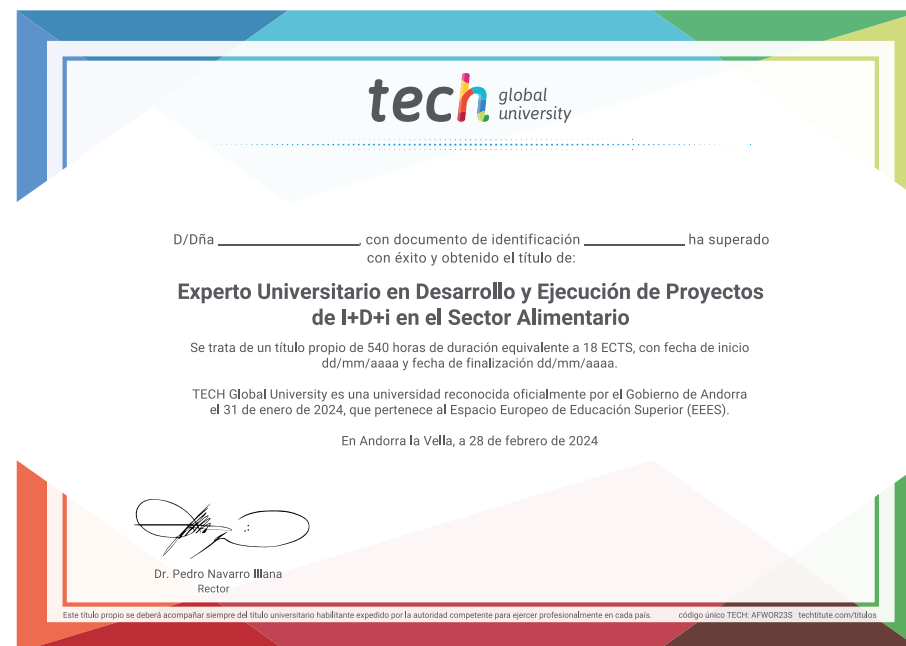 tech global university
D/Dña ____________________, con documento de identificación ______________ ha superado
con éxito y obtenido el título de:
Experto Universitario en Desarrollo y Ejecución de Proyectos
de I+D+i en el Sector Alimentario
Se trata de un título propio de 540 horas de duración equivalente a 18 ECTS, con fecha de inicio
dd/mm/aaaa y fecha de finalización dd/mm/aaaa.
TECH Global University es una universidad reconocida oficialmente por el Gobierno de Andorra
el 31 de enero de 2024, que pertenece al Espacio Europeo de Educación Superior (EEES).
En Andorra la Vella, a 28 de febrero de 2024
Dr. Pedro Navarro Illana
Rector
Este título propio se deberá acompañar siempre del título universitario habilitante expedido por la autoridad competente para ejercer profesionalmente en cada país. código único TECH: AFWOR23S techtitute.com/titulos